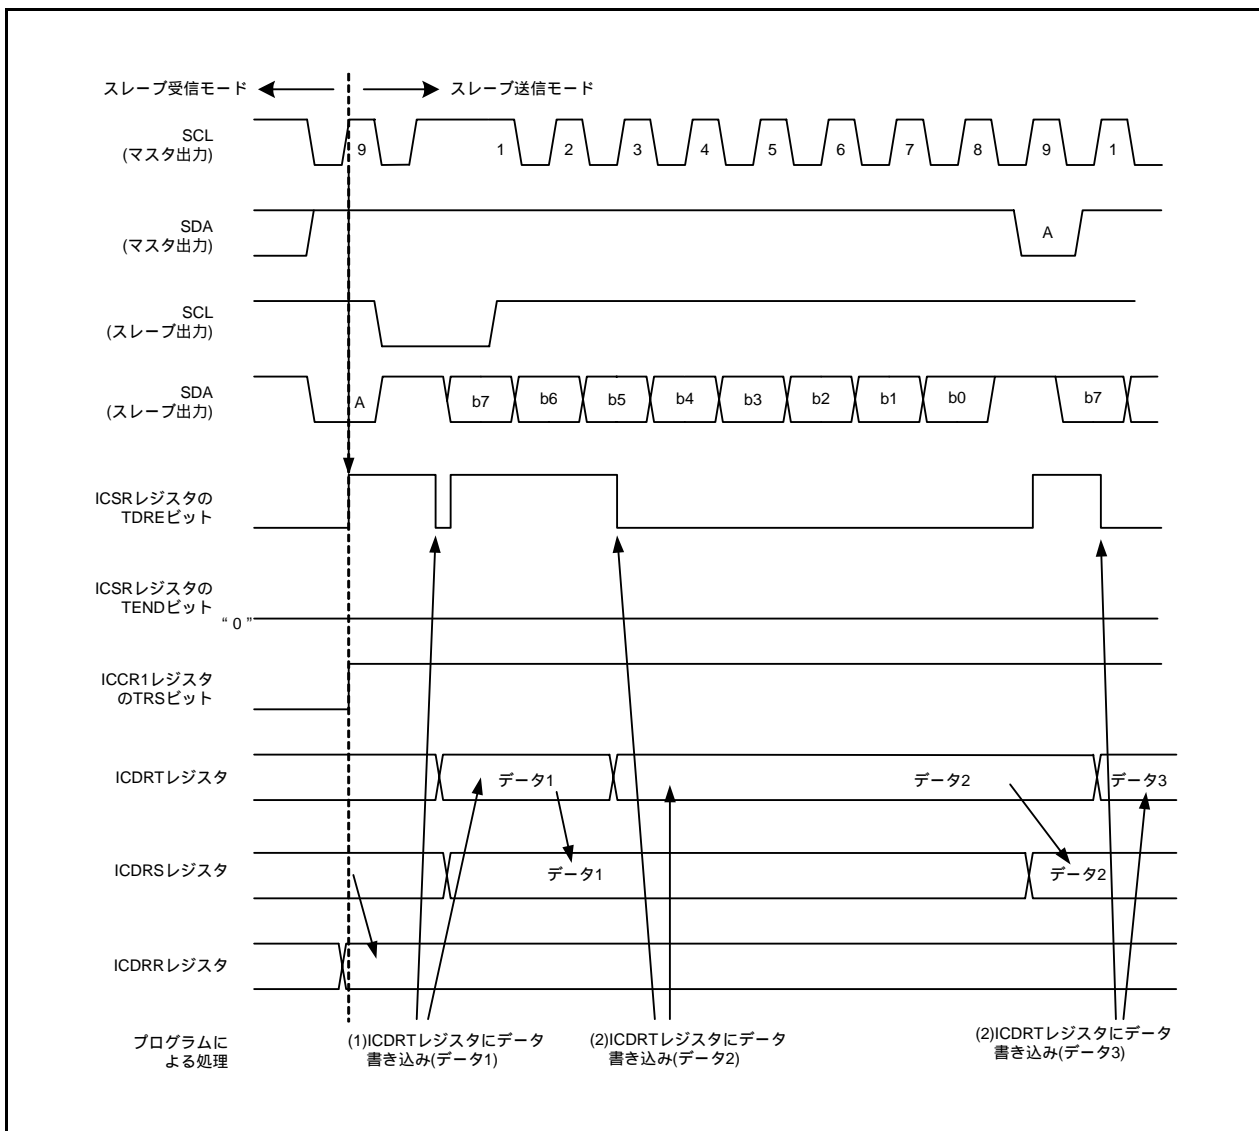 スレーブ受信モード
スレーブ送信モード
SCL
(マスタ出力)
9 1 2 3 4 5 6 7 8 9 1
SDA
(マスタ出力)
A
SCL
(スレーブ出力)
SDA
(スレーブ出力)
A b7 b6 b5 b4 b3 b2 b1 b0 b7
ICSRレジスタの
TDREビット
ICSRレジスタの
TENDビット
“0”
ICCR1レジスタ
のTRSビット
ICDRTレジスタ
データ1 データ2 データ3
ICDRSレジスタ
データ1 データ2
ICDRRレジスタ
プログラムに
よる処理
(1)ICDRTレジスタにデータ
書き込み(データ1)
(2)ICDRTレジスタにデータ
書き込み(データ2)
(2)ICDRTレジスタにデータ
書き込み(データ3)